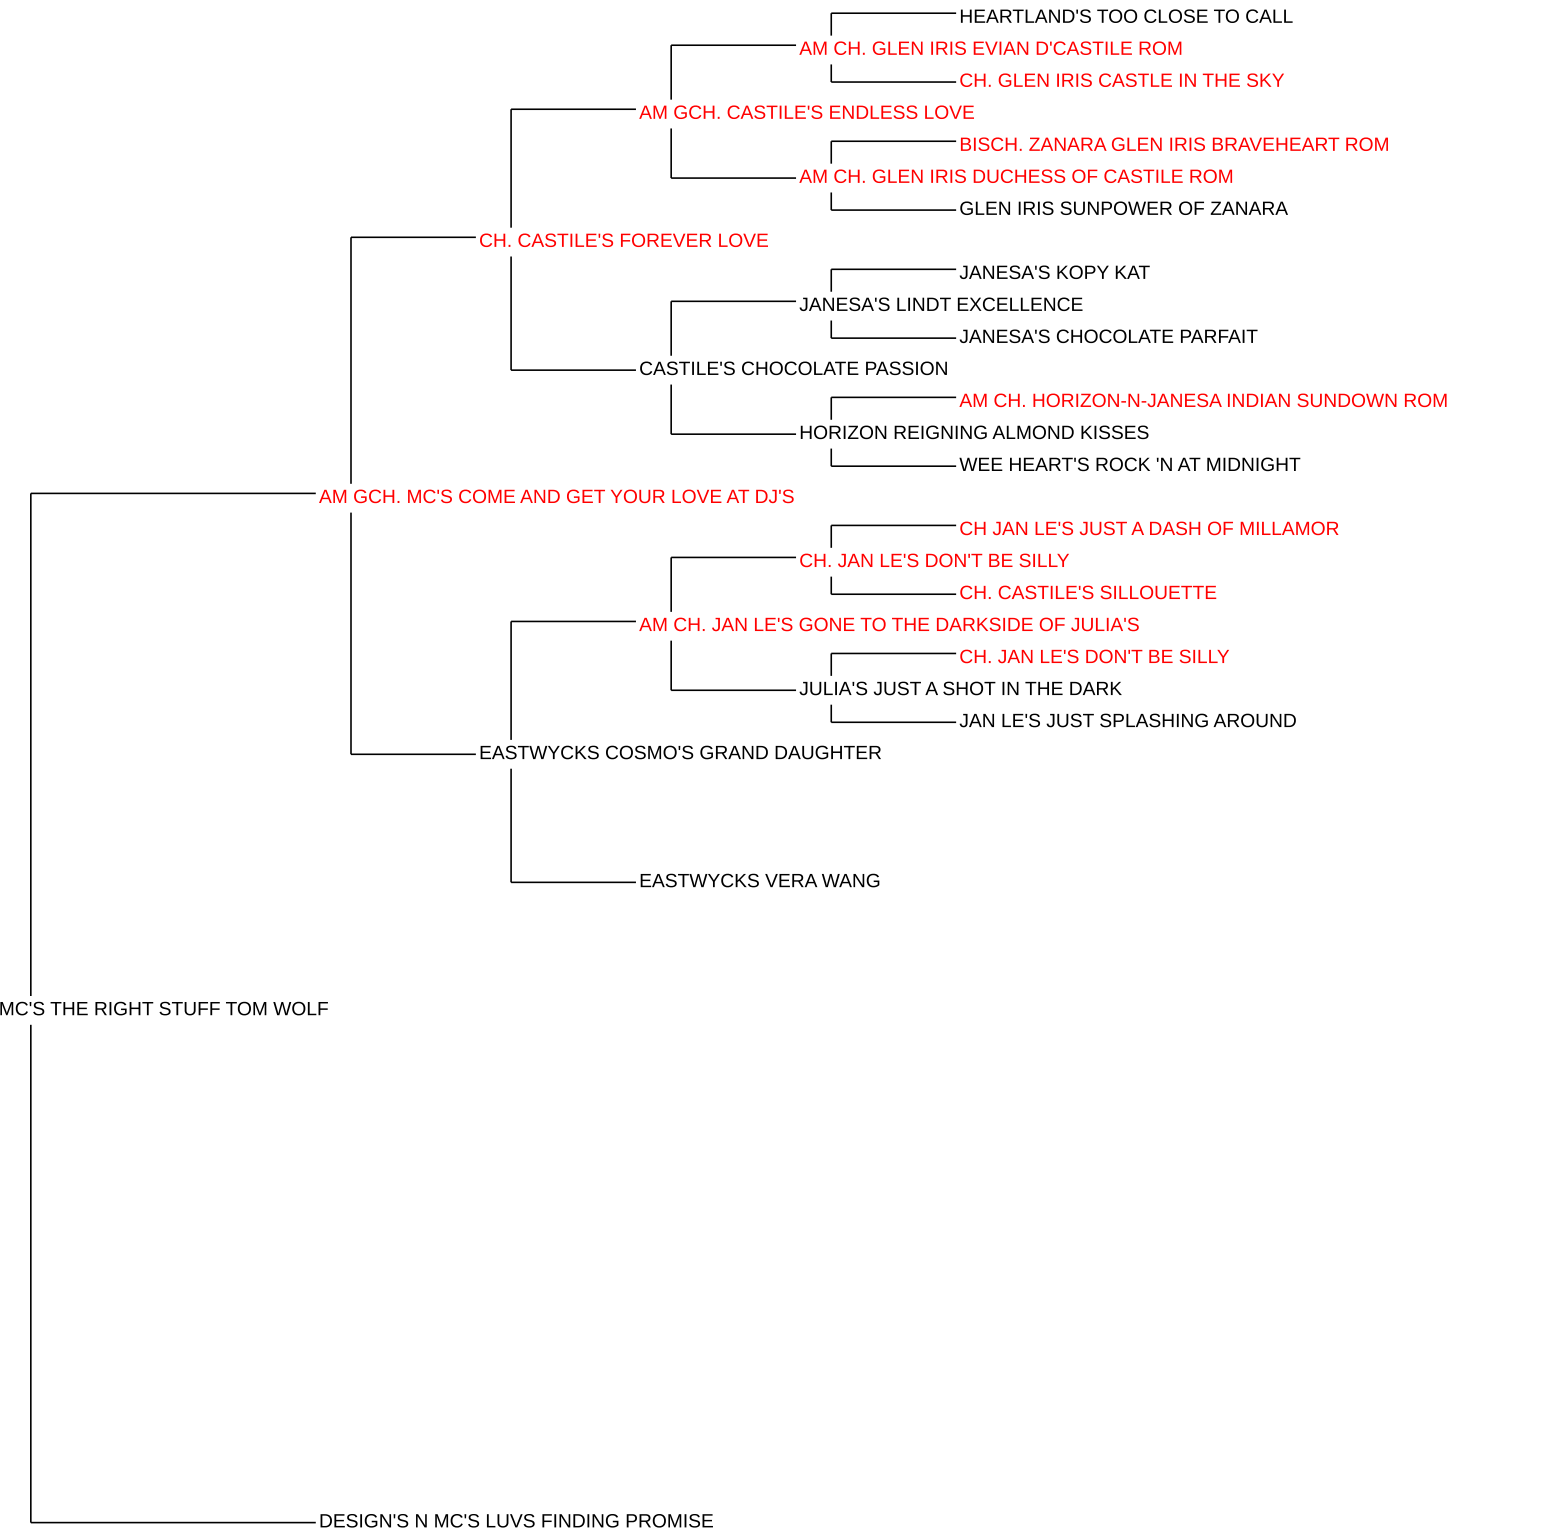 HEARTLAND'S TOO CLOSE TO CALL
AM CH. GLEN IRIS EVIAN D'CASTILE ROM
CH. GLEN IRIS CASTLE IN THE SKY
AM GCH. CASTILE'S ENDLESS LOVE
BISCH. ZANARA GLEN IRIS BRAVEHEART ROM
AM CH. GLEN IRIS DUCHESS OF CASTILE ROM
GLEN IRIS SUNPOWER OF ZANARA
CH. CASTILE'S FOREVER LOVE
JANESA'S KOPY KAT
JANESA'S LINDT EXCELLENCE
JANESA'S CHOCOLATE PARFAIT
CASTILE'S CHOCOLATE PASSION
AM CH. HORIZON-N-JANESA INDIAN SUNDOWN ROM
HORIZON REIGNING ALMOND KISSES
WEE HEART'S ROCK 'N AT MIDNIGHT
AM GCH. MC'S COME AND GET YOUR LOVE AT DJ'S
CH JAN LE'S JUST A DASH OF MILLAMOR
CH. JAN LE'S DON'T BE SILLY
CH. CASTILE'S SILLOUETTE
AM CH. JAN LE'S GONE TO THE DARKSIDE OF JULIA'S
CH. JAN LE'S DON'T BE SILLY
JULIA'S JUST A SHOT IN THE DARK
JAN LE'S JUST SPLASHING AROUND
EASTWYCKS COSMO'S GRAND DAUGHTER
EASTWYCKS VERA WANG
MC'S THE RIGHT STUFF TOM WOLF
DESIGN'S N MC'S LUVS FINDING PROMISE